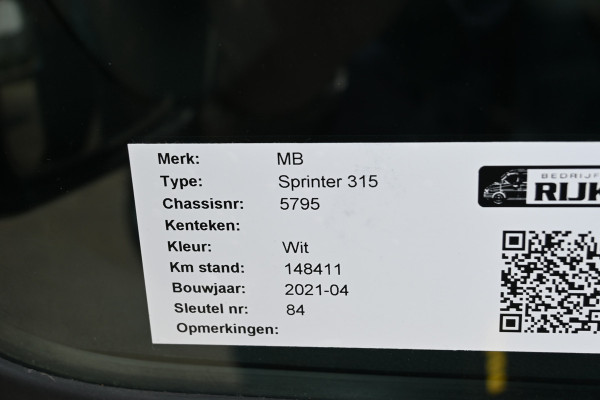 Merk: MB
Type: Sprinter 315
Chassisnr: 5795
Kenteken:
Kleur: Wit
Km stand: 148411
Bouwjaar: 2021-04
Sleutel nr: 84
Opmerkingen:
BEDRIJF
RIJK